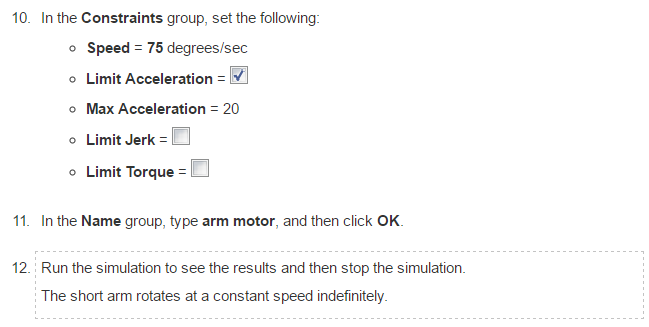 10. In the Constraints group, set the following:
Speed = 75 degrees/sec
Limit Acceleration =
Max Acceleration = 20
Limit Jerk =
Limit Torque =
11. In the Name group, type arm motor, and then click OK.
12. Run the simulation to see the results and then stop the simulation.
The short arm rotates at a constant speed indefinitely.